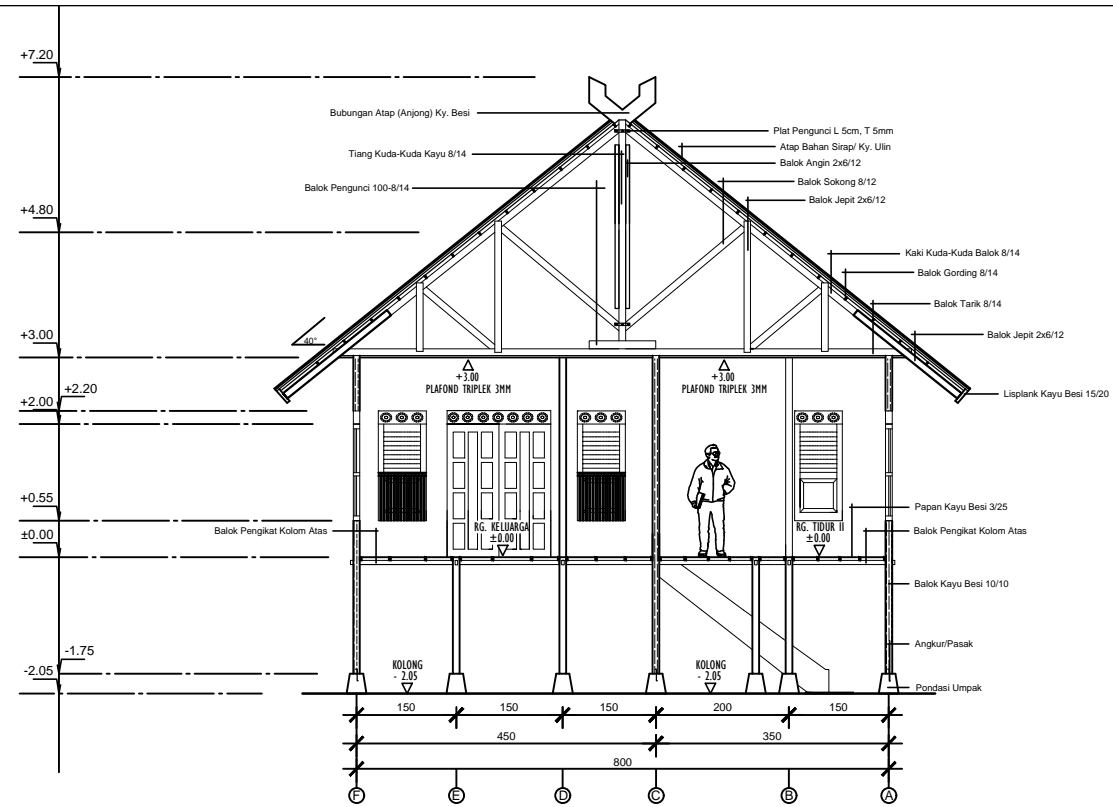 +7.20
Bubungan Atap (Anjong) Ky. Besi
Plat Pengunci L 5cm, T 5mm
Atap Bahan Sirap/ Ky. Ulin
Tiang Kuda-Kuda Kayu 8/14
Balok Angin 2x6/12
Balok Pengunci 100-8/14
Balok Sokong 8/12
Balok Jepit 2x6/12
+4.80
Kaki Kuda-Kuda Balok 8/14
Balok Gording 8/14
Balok Tarik 8/14
+3.00
40°
Balok Jepit 2x6/12
+3.00
PLAFOND TRIPLEK 3MM
+3.00
PLAFOND TRIPLEK 3MM
+2.20
+2.00
Lisplank Kayu Besi 15/20
+0.55
Papan Kayu Besi 3/25
±0.00
Balok Pengikat Kolom Atas
RG. KELUARGA
±0.00
RG. TIDUR II
±0.00
Balok Pengikat Kolom Atas
Balok Kayu Besi 10/10
Angkur/Pasak
-1.75
-2.05
KOLONG
- 2.05
KOLONG
- 2.05
Pondasi Umpak
150 150 150 200 150
450 350
800
F E D C B A